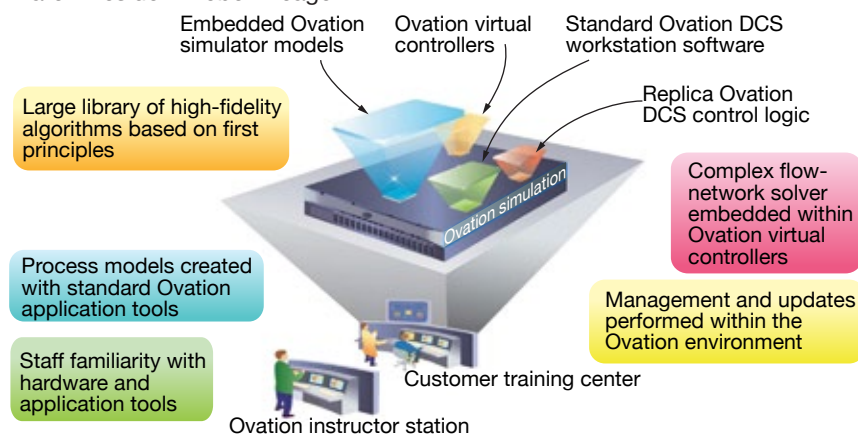 Embedded Ovation
simulator models
Ovation virtual
controllers
Standard Ovation DCS
workstation software
Replica Ovation
DCS control logic
Large library of high-fidelity
algorithms based on first
principles
Ovation simulation
Complex flow-
network solver
embedded within
Ovation virtual
controllers
Process models created
with standard Ovation
application tools
Management and updates
performed within the
Ovation environment
Staff familiarity with
hardware and
application tools
Customer training center
Ovation instructor station